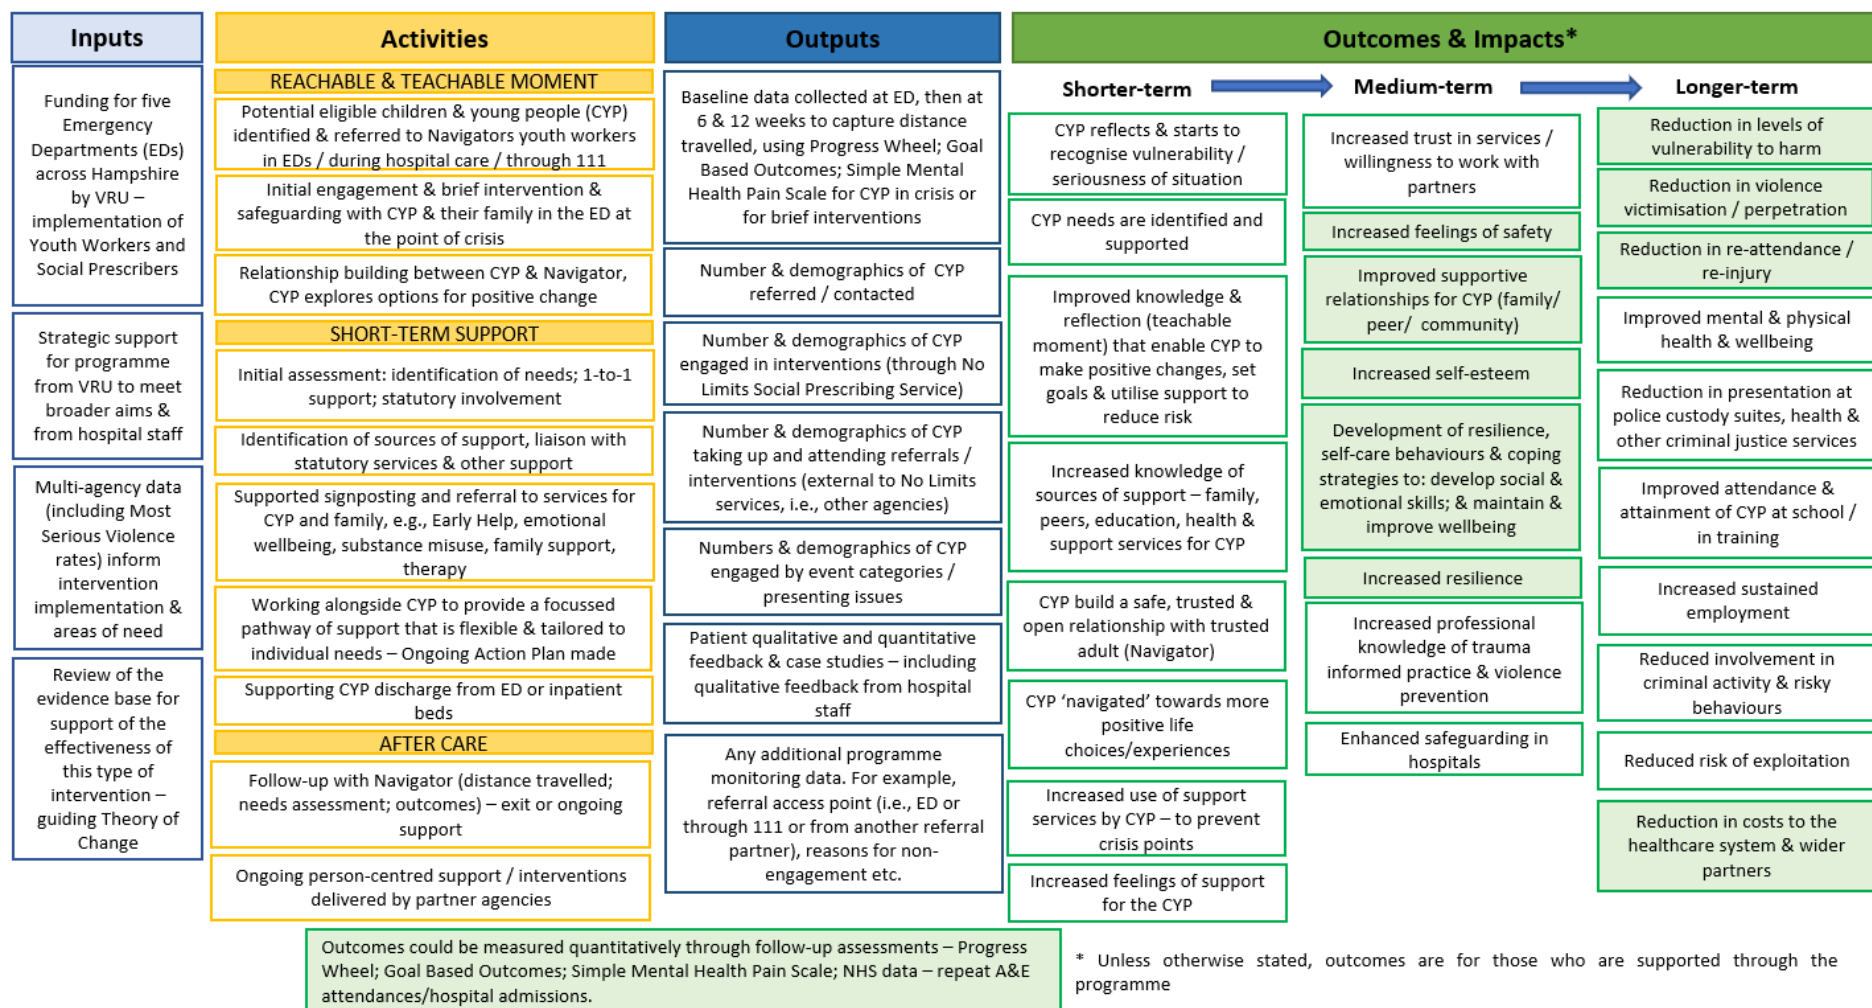 Inputs
Activities
Outputs
Outcomes & Impacts*
Funding for five
Emergency
Departments (EDs)
across Hampshire
by VRU –
implementation of
Youth Workers and
Social Prescribers
Strategic support
for programme
from VRU to meet
broader aims &
from hospital staff
Multi-agency data
(including Most
Serious Violence
rates) inform
intervention
implementation &
areas of need
Review of the
evidence base for
support of the
effectiveness of
this type of
intervention –
guiding Theory of
Change
REACHABLE & TEACHABLE MOMENT
Potential eligible children & young people (CYP)
identified & referred to Navigators youth workers
in EDs / during hospital care / through 111
Initial engagement & brief intervention &
safeguarding with CYP & their family in the ED at
the point of crisis
Relationship building between CYP & Navigator,
CYP explores options for positive change
SHORT-TERM SUPPORT
Initial assessment: identification of needs; 1-to-1
support; statutory involvement
Identification of sources of support, liaison with
statutory services & other support
Supported signposting and referral to services for
CYP and family, e.g., Early Help, emotional
wellbeing, substance misuse, family support,
therapy
Working alongside CYP to provide a focussed
pathway of support that is flexible & tailored to
individual needs – Ongoing Action Plan made
Supporting CYP discharge from ED or inpatient
beds
AFTER CARE
Follow-up with Navigator (distance travelled;
needs assessment; outcomes) – exit or ongoing
support
Ongoing person-centred support / interventions
delivered by partner agencies
Baseline data collected at ED, then at
6 & 12 weeks to capture distance
travelled, using Progress Wheel; Goal
Based Outcomes; Simple Mental
Health Pain Scale for CYP in crisis or
for brief interventions
Number & demographics of CYP
referred / contacted
Number & demographics of CYP
engaged in interventions (through No
Limits Social Prescribing Service)
Number & demographics of CYP
taking up and attending referrals /
interventions (external to No Limits
services, i.e., other agencies)
Numbers & demographics of CYP
engaged by event categories /
presenting issues
Patient qualitative and quantitative
feedback & case studies – including
qualitative feedback from hospital
staff
Any additional programme
monitoring data. For example,
referral access point (i.e., ED or
through 111 or from another referral
partner), reasons for non-
engagement etc.
Shorter-term
CYP reflects & starts to
recognise vulnerability /
seriousness of situation
CYP needs are identified and
supported
Improved knowledge &
reflection (teachable
moment) that enable CYP to
make positive changes, set
goals & utilise support to
reduce risk
Increased knowledge of
sources of support – family,
peers, education, health &
support services for CYP
CYP build a safe, trusted &
open relationship with trusted
adult (Navigator)
CYP ‘navigated’ towards more
positive life
choices/experiences
Increased use of support
services by CYP – to prevent
crisis points
Increased feelings of support
for the CYP
Medium-term
Increased trust in services /
willingness to work with
partners
Increased feelings of safety
Improved supportive
relationships for CYP (family/
peer/ community)
Increased self-esteem
Development of resilience,
self-care behaviours & coping
strategies to: develop social &
emotional skills; & maintain &
improve wellbeing
Increased resilience
Increased professional
knowledge of trauma
informed practice & violence
prevention
Enhanced safeguarding in
hospitals
Longer-term
Reduction in levels of
vulnerability to harm
Reduction in violence
victimisation / perpetration
Reduction in re-attendance /
re-injury
Improved mental & physical
health & wellbeing
Reduction in presentation at
police custody suites, health &
other criminal justice services
Improved attendance &
attainment of CYP at school /
in training
Increased sustained
employment
Reduced involvement in
criminal activity & risky
behaviours
Reduced risk of exploitation
Reduction in costs to the
healthcare system & wider
partners
Outcomes could be measured quantitatively through follow-up assessments – Progress
Wheel; Goal Based Outcomes; Simple Mental Health Pain Scale; NHS data – repeat A&E
attendances/hospital admissions.
* Unless otherwise stated, outcomes are for those who are supported through the
programme